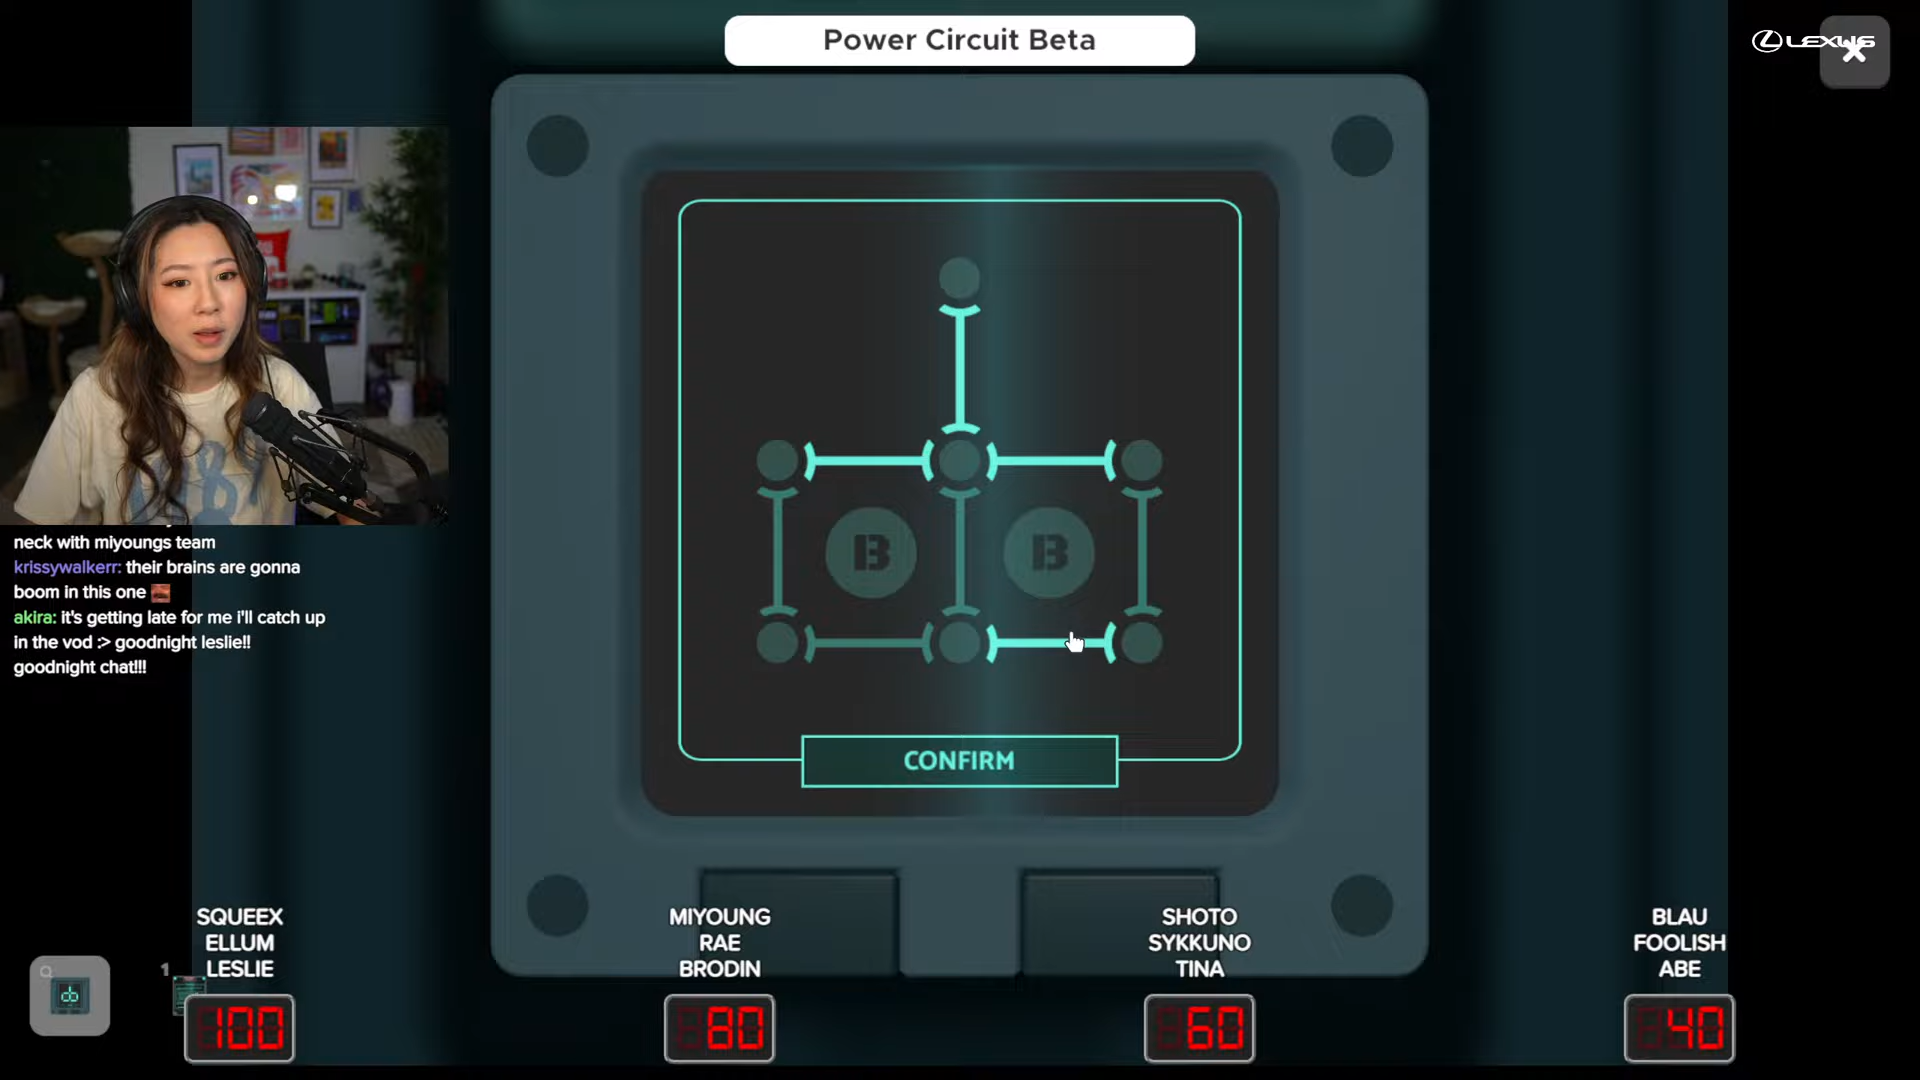 Power Circuit Beta
LEXUS
B
B
CONFIRM
neck with miyoungs team
krissywalkerr: their brains are gonna
boom in this one
akira: it's getting late for me i'll catch up
in the vod :> goodnight leslie!!
goodnight chat!!!
SQUEEX
ELLUM
LESLIE
100
MIYOUNG
RAE
BRODIN
80
SHOTO
SYKKUNO
TINA
60
BLAU
FOOLISH
ABE
40
1